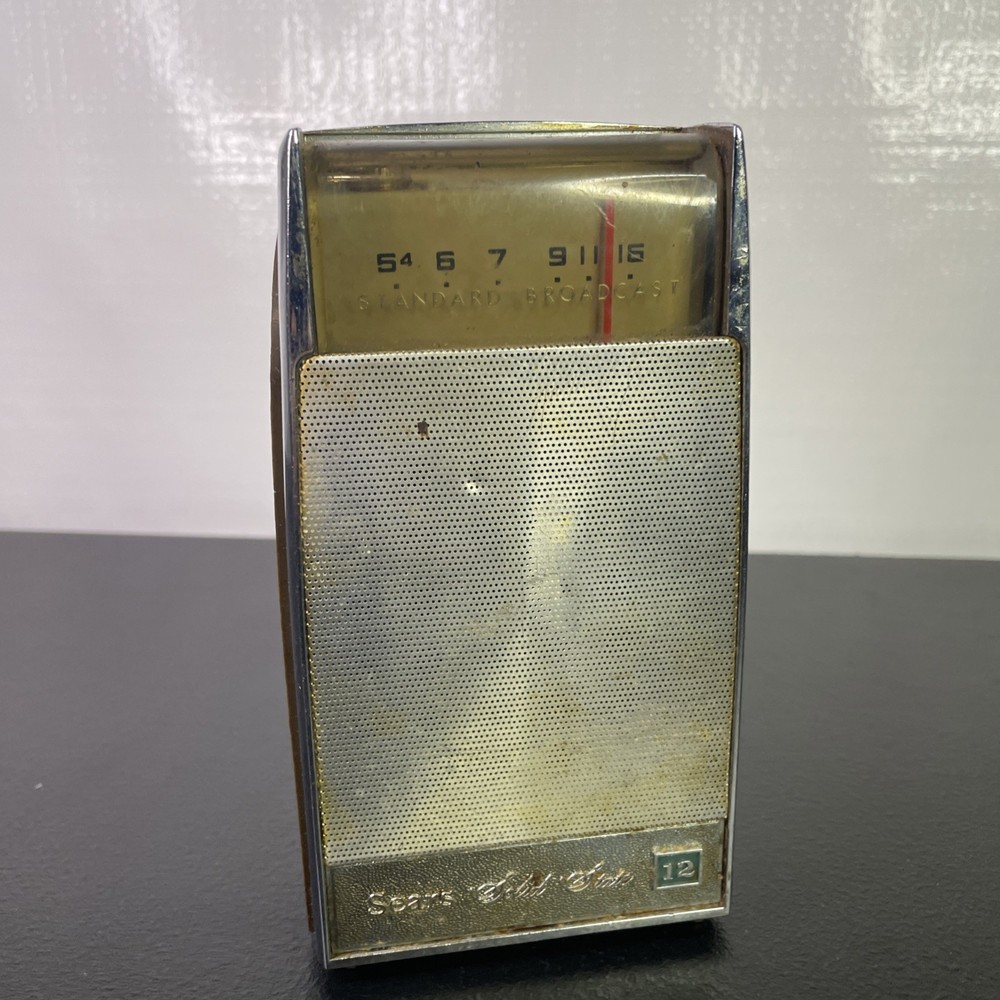 54 6 7 9 11 16
STANDARD BROADCAST
Sears Solid State 12